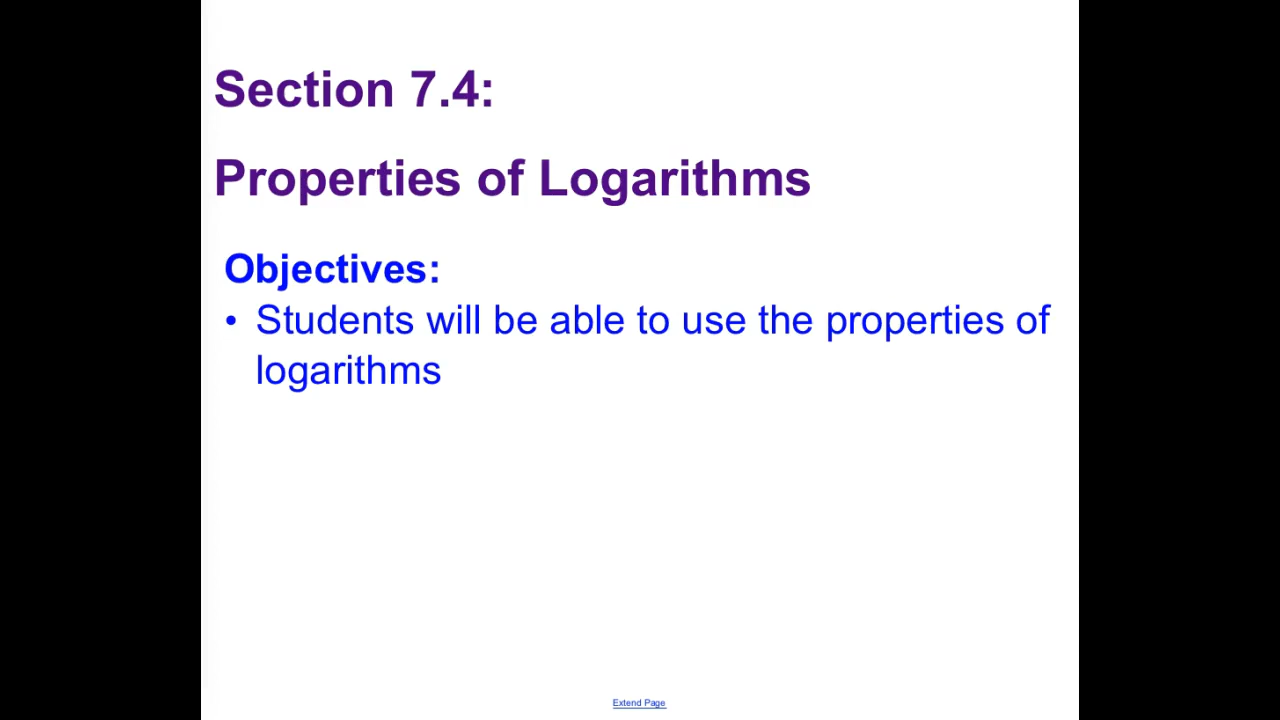 Section 7.4:
Properties of Logarithms
Objectives:
• Students will be able to use the properties of
logarithms
Extend Page